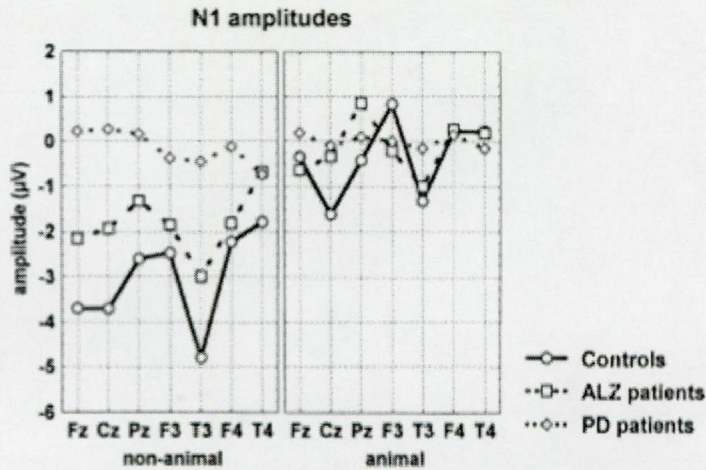 N1 amplitudes
2
1
0
-1
-2
-3
-4
-5
-6
amplitude (µV)
Fz Cz Pz F3 T3 F4 T4
non-animal
Fz Cz Pz F3 T3 F4 T4
animal
Controls
ALZ patients
PD patients